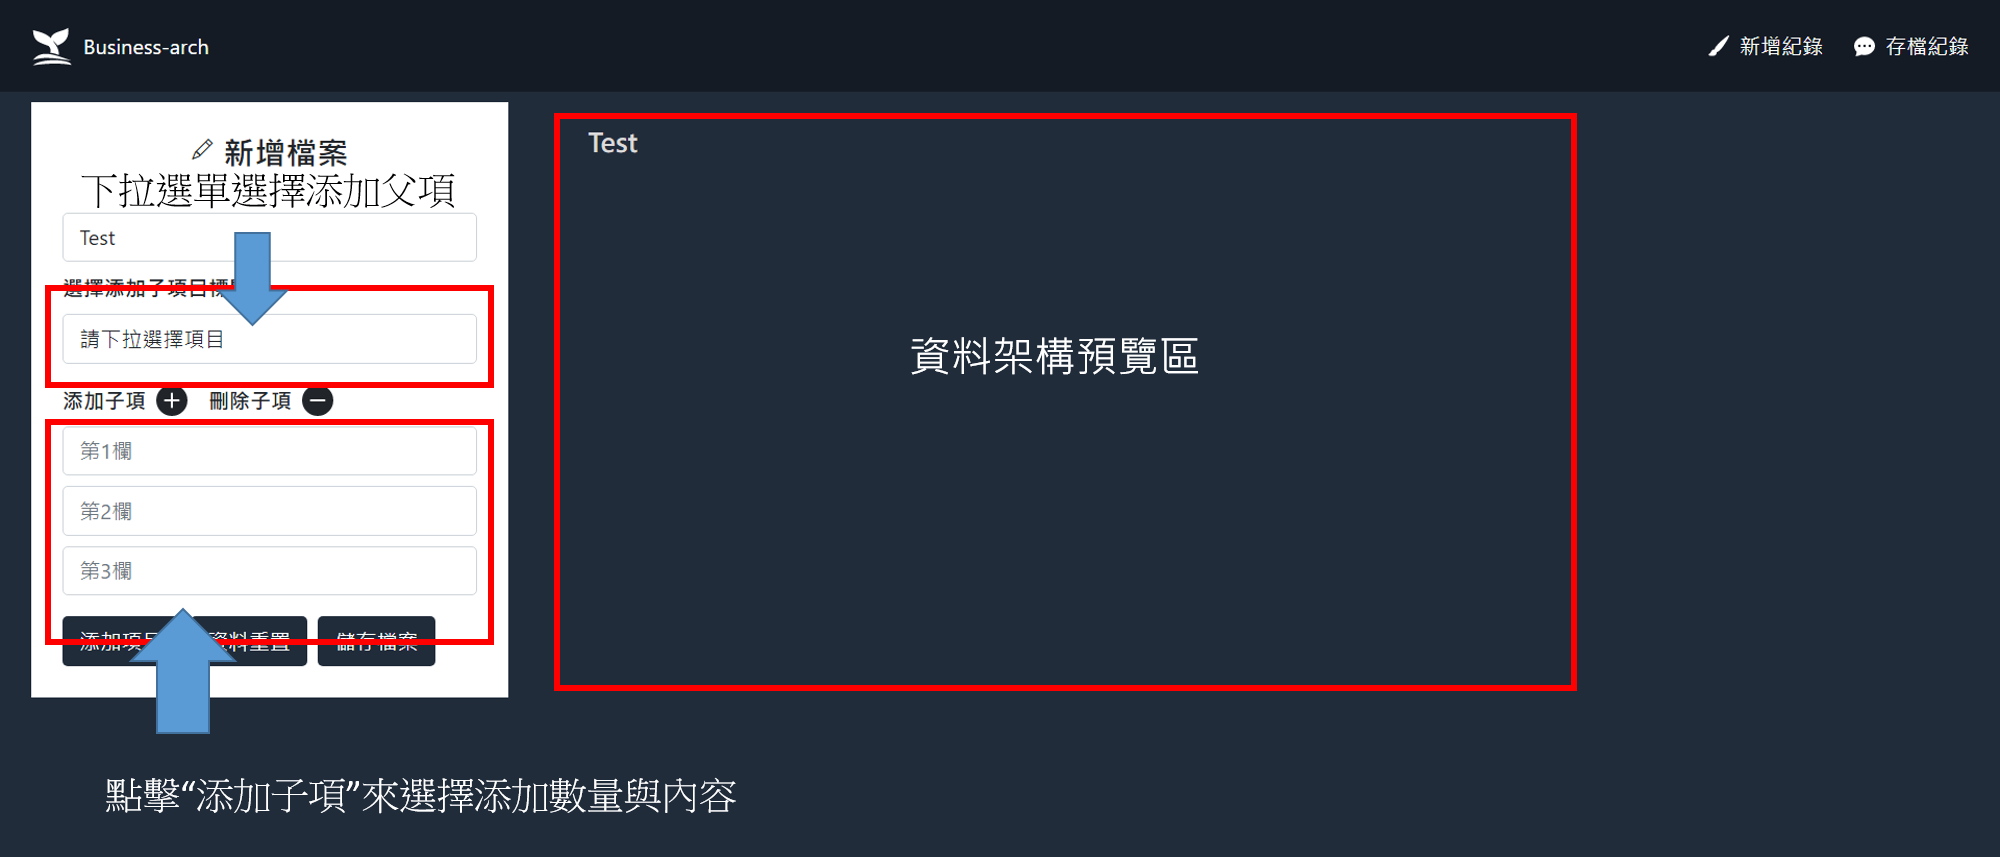 Business-arch
新增紀錄
存檔紀錄
新增檔案
下拉選單選擇添加父項
Test
選擇添加子項目標
請下拉選擇項目
添加子項
刪除子項
第1欄
第2欄
第3欄
添加項目
資料重置
儲存檔案
Test
資料架構預覽區
點擊“添加子項”來選擇添加數量與內容